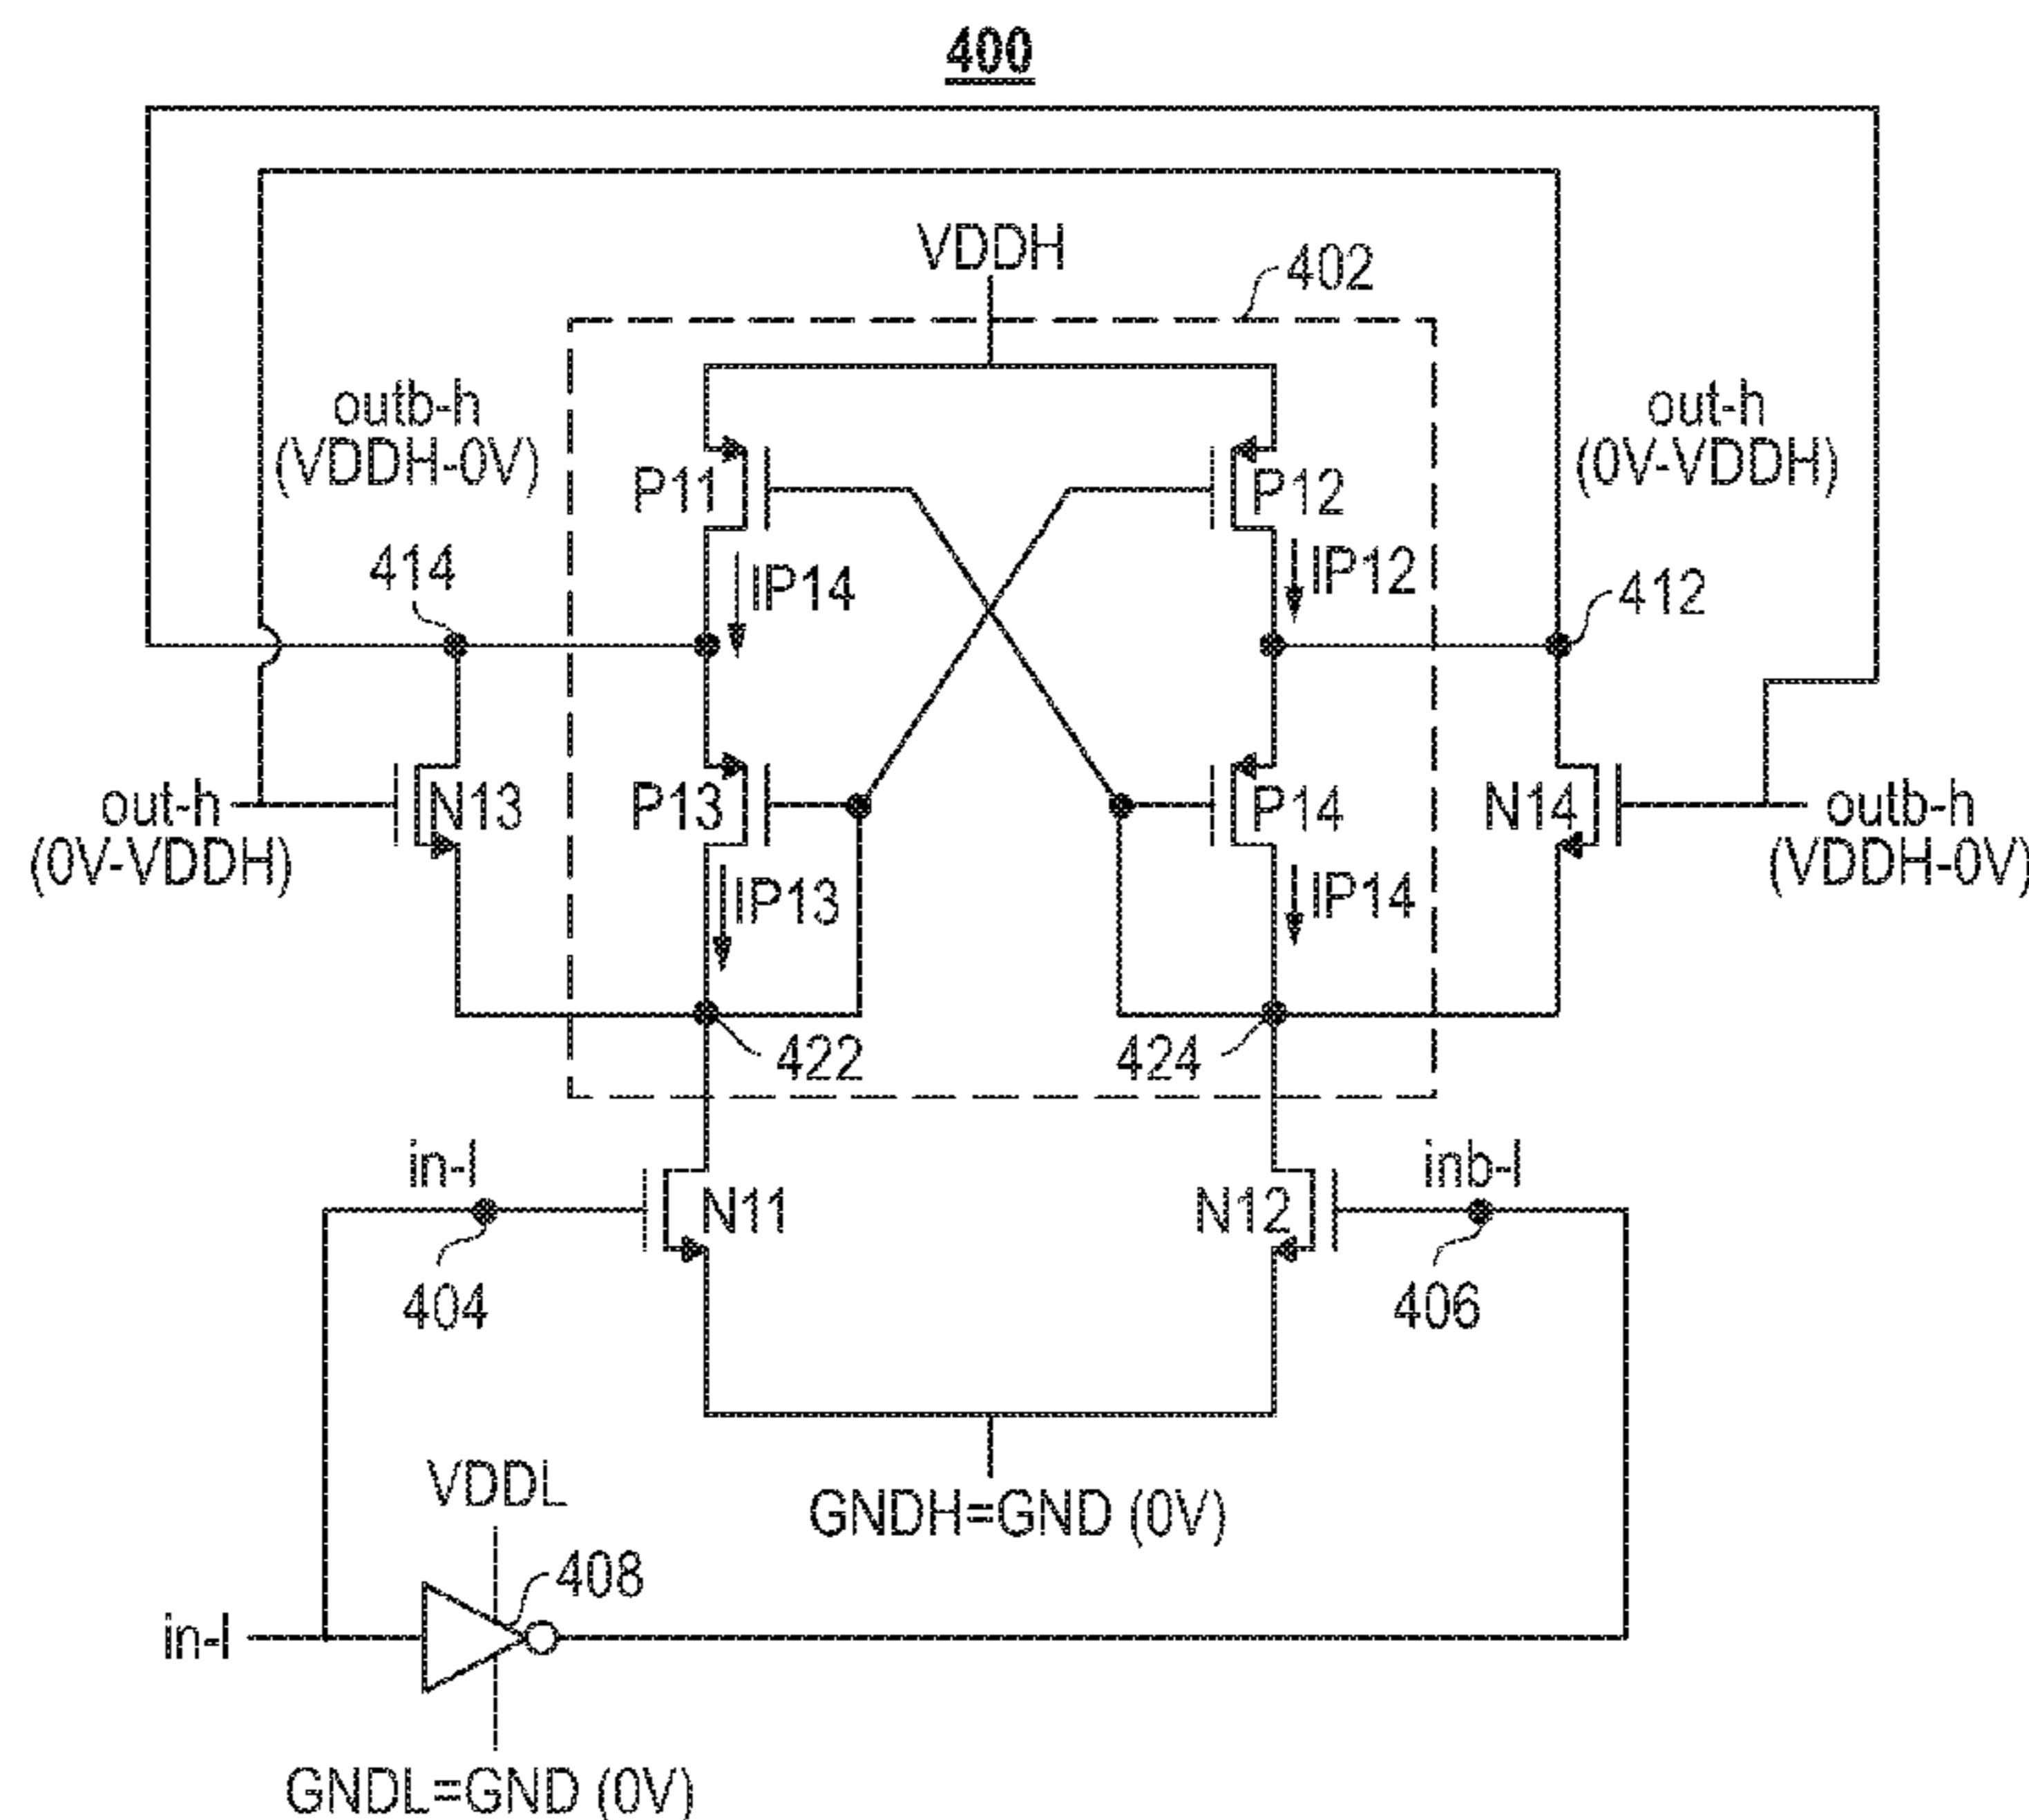 400
VDDH
402
outb-h
(VDDH-0V)
out-h
(0V-VDDH)
P11
P12
414
IP14
IP12
412
out-h
(0V-VDDH)
N13
P13
P14
N14
outb-h
(VDDH-0V)
IP13
IP14
422
424
in-l
inb-l
N11
N12
404
406
VDDL
GNDH=GND (0V)
408
in-l
GNDL=GND (0V)